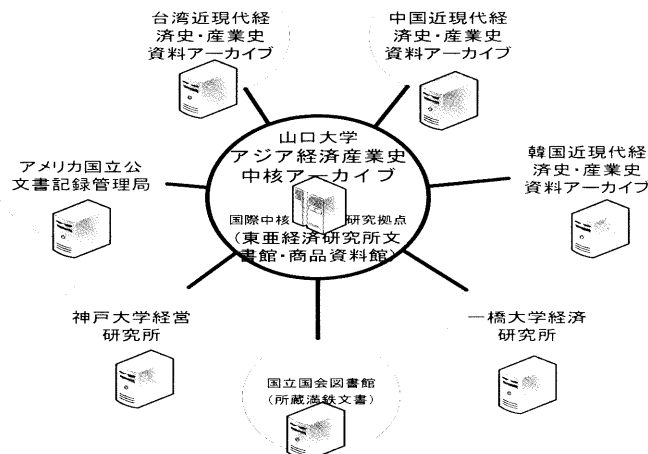 台湾近現代経
済史・産業史
資料アーカイブ
中国近現代経
済史・産業史
資料アーカイブ
山口大学
アジア経済産業史
中核アーカイブ
国際中核 研究拠点
(東亜経済研究所文
書館・商品資料館)
アメリカ国立公
文書記録管理局
韓国近現代経
済史・産業史
資料アーカイブ
神戸大学経営
研究所
一橋大学経済
研究所
国立国会図書館
(所蔵満鉄文書)